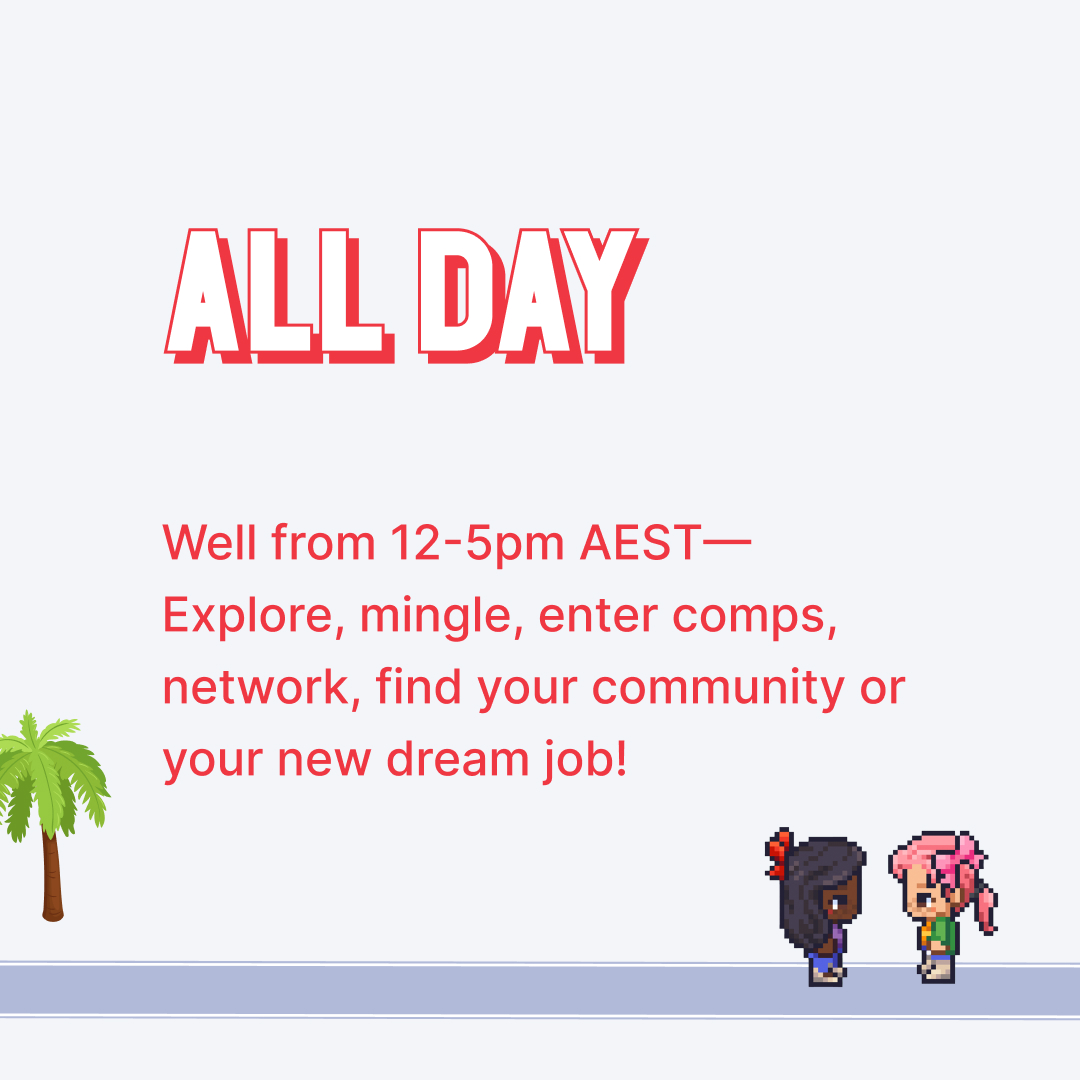 ALL DAY
Well from 12-5pm AEST—
Explore, mingle, enter comps,
network, find your community or
your new dream job!